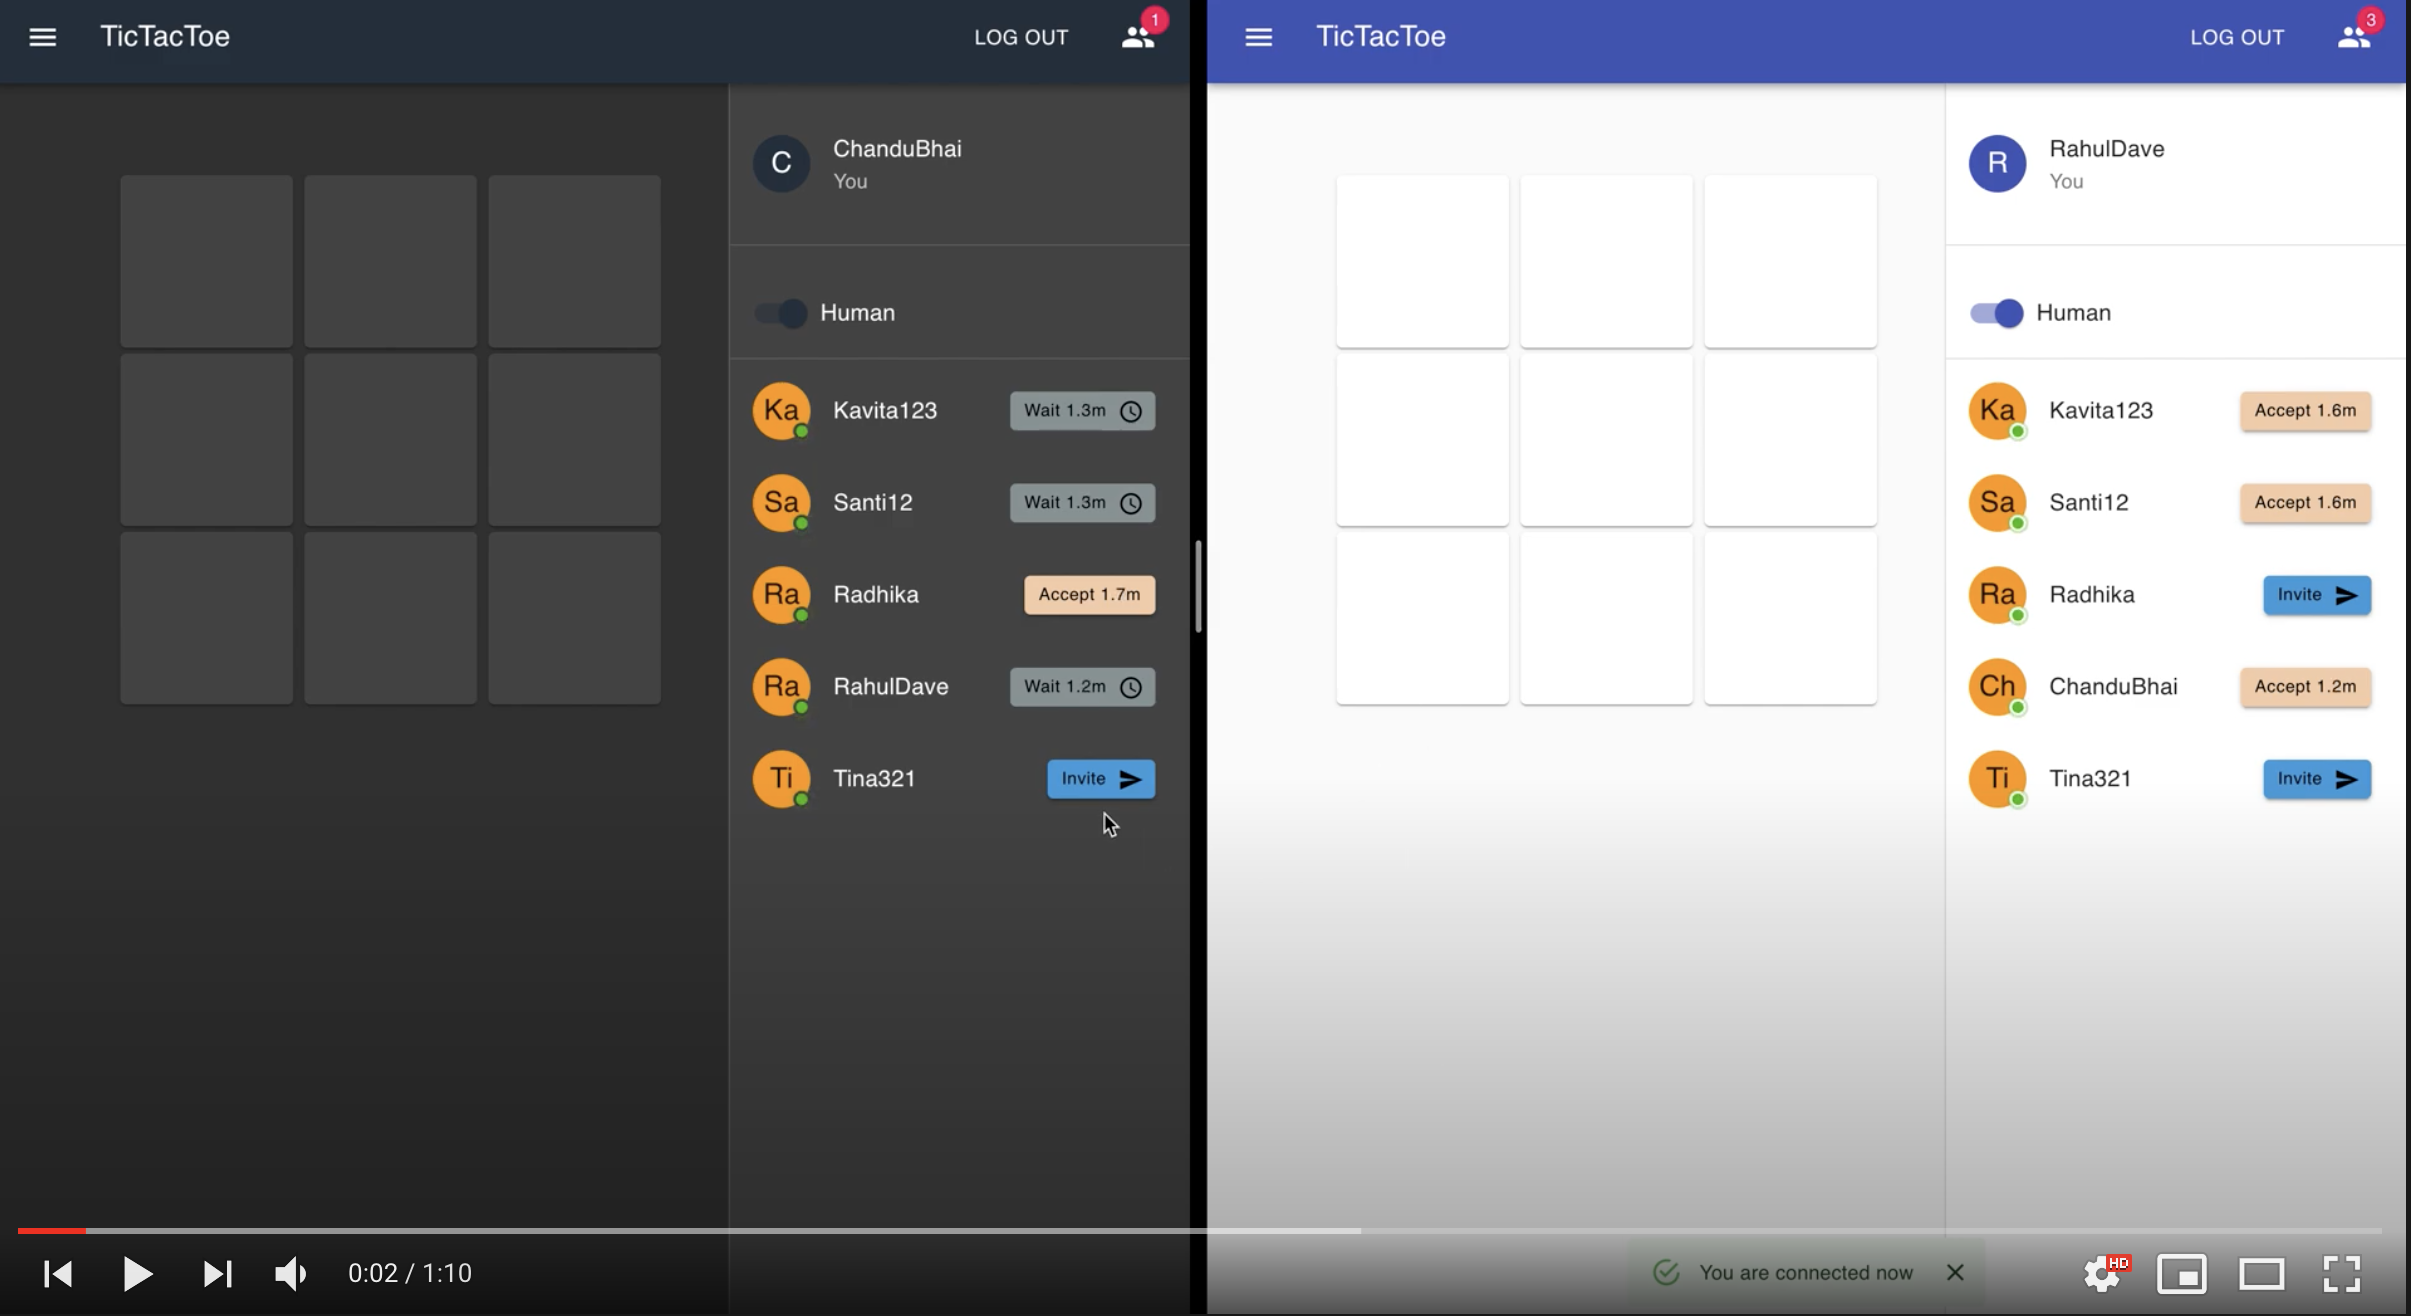 TicTacToe
LOG OUT
1
C
ChanduBhai
You
Human
Ka
Kavita123
Wait 1.3m
Sa
Santi12
Wait 1.3m
Ra
Radhika
Accept 1.7m
Ra
RahulDave
Wait 1.2m
Ti
Tina321
Invite
TicTacToe
LOG OUT
3
R
RahulDave
You
Human
Ka
Kavita123
Accept 1.6m
Sa
Santi12
Accept 1.6m
Ra
Radhika
Invite
Ch
ChanduBhai
Accept 1.2m
Ti
Tina321
Invite
You are connected now
0:02 / 1:10
HD